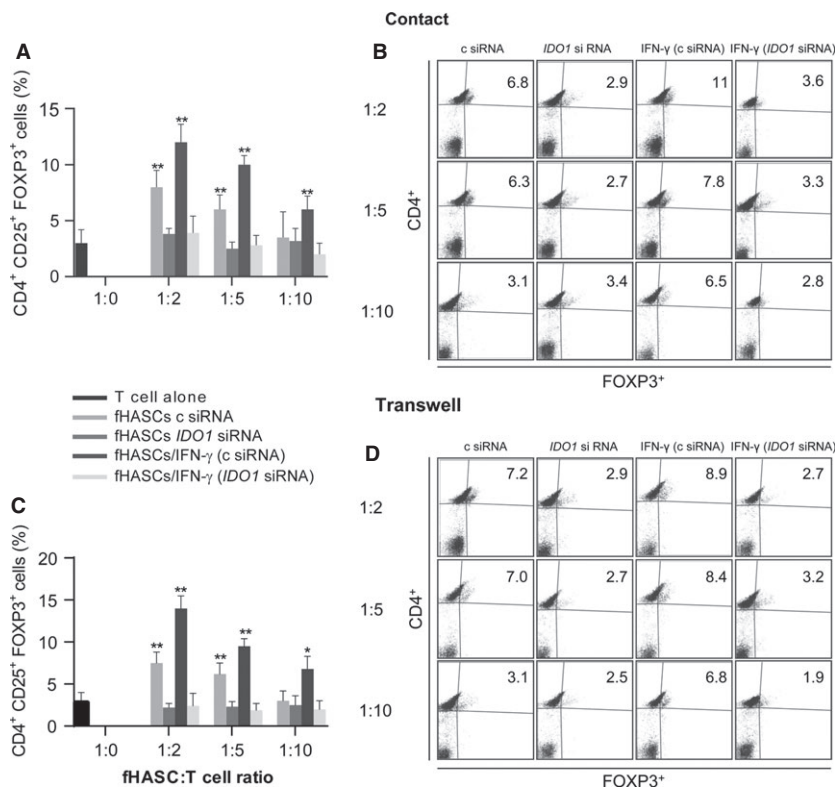 Contact
A
CD4+ CD25+ FOXP3+ cells (%)
15
10
5
0
**
**
**
**
**
1:0
1:2
1:5
1:10
B
c siRNA
IDO1 si RNA
IFN-γ (c siRNA)
IFN-γ (IDO1 siRNA)
CD4+
1:2
6.8
2.9
11
3.6
1:5
6.3
2.7
7.8
3.3
1:10
3.1
3.4
6.5
2.8
FOXP3+
T cell alone
fHASCs c siRNA
fHASCs IDO1 siRNA
fHASCs/IFN-γ (c siRNA)
fHASCs/IFN-γ (IDO1 siRNA)
Transwell
C
CD4+ CD25+ FOXP3+ cells (%)
20
15
10
5
0
**
**
**
**
*
1:0
1:2
1:5
1:10
fHASC:T cell ratio
D
c siRNA
IDO1 si RNA
IFN-γ (c siRNA)
IFN-γ (IDO1 siRNA)
CD4+
1:2
7.2
2.9
8.9
2.7
1:5
7.0
2.7
8.4
3.2
1:10
3.1
2.5
6.8
1.9
FOXP3+